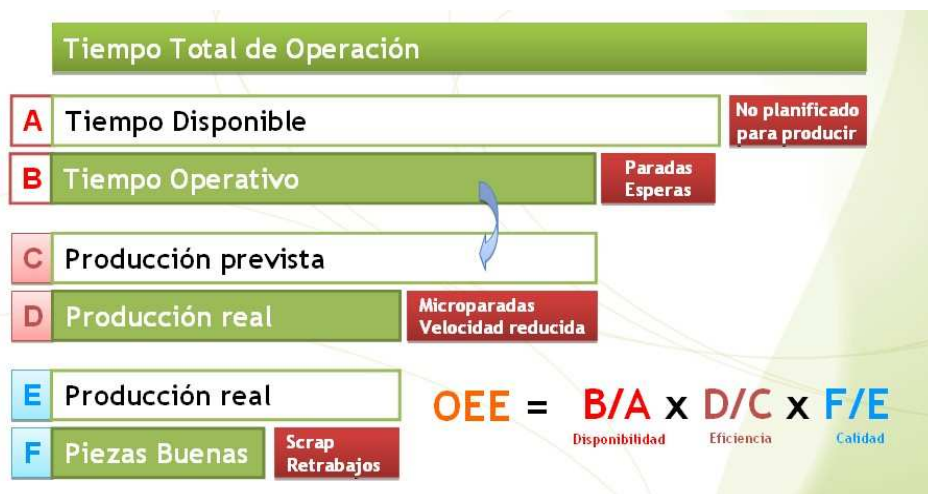 Tiempo Total de Operación
A Tiempo Disponible
No planificado
para producir
B Tiempo Operativo
Paradas
Esperas
C Producción prevista
D Producción real
Microparadas
Velocidad reducida
E Producción real
F Piezas Buenas
Scrap
Retrabajos
OEE = B/A x D/C x F/E
Disponibilidad Eficiencia Calidad